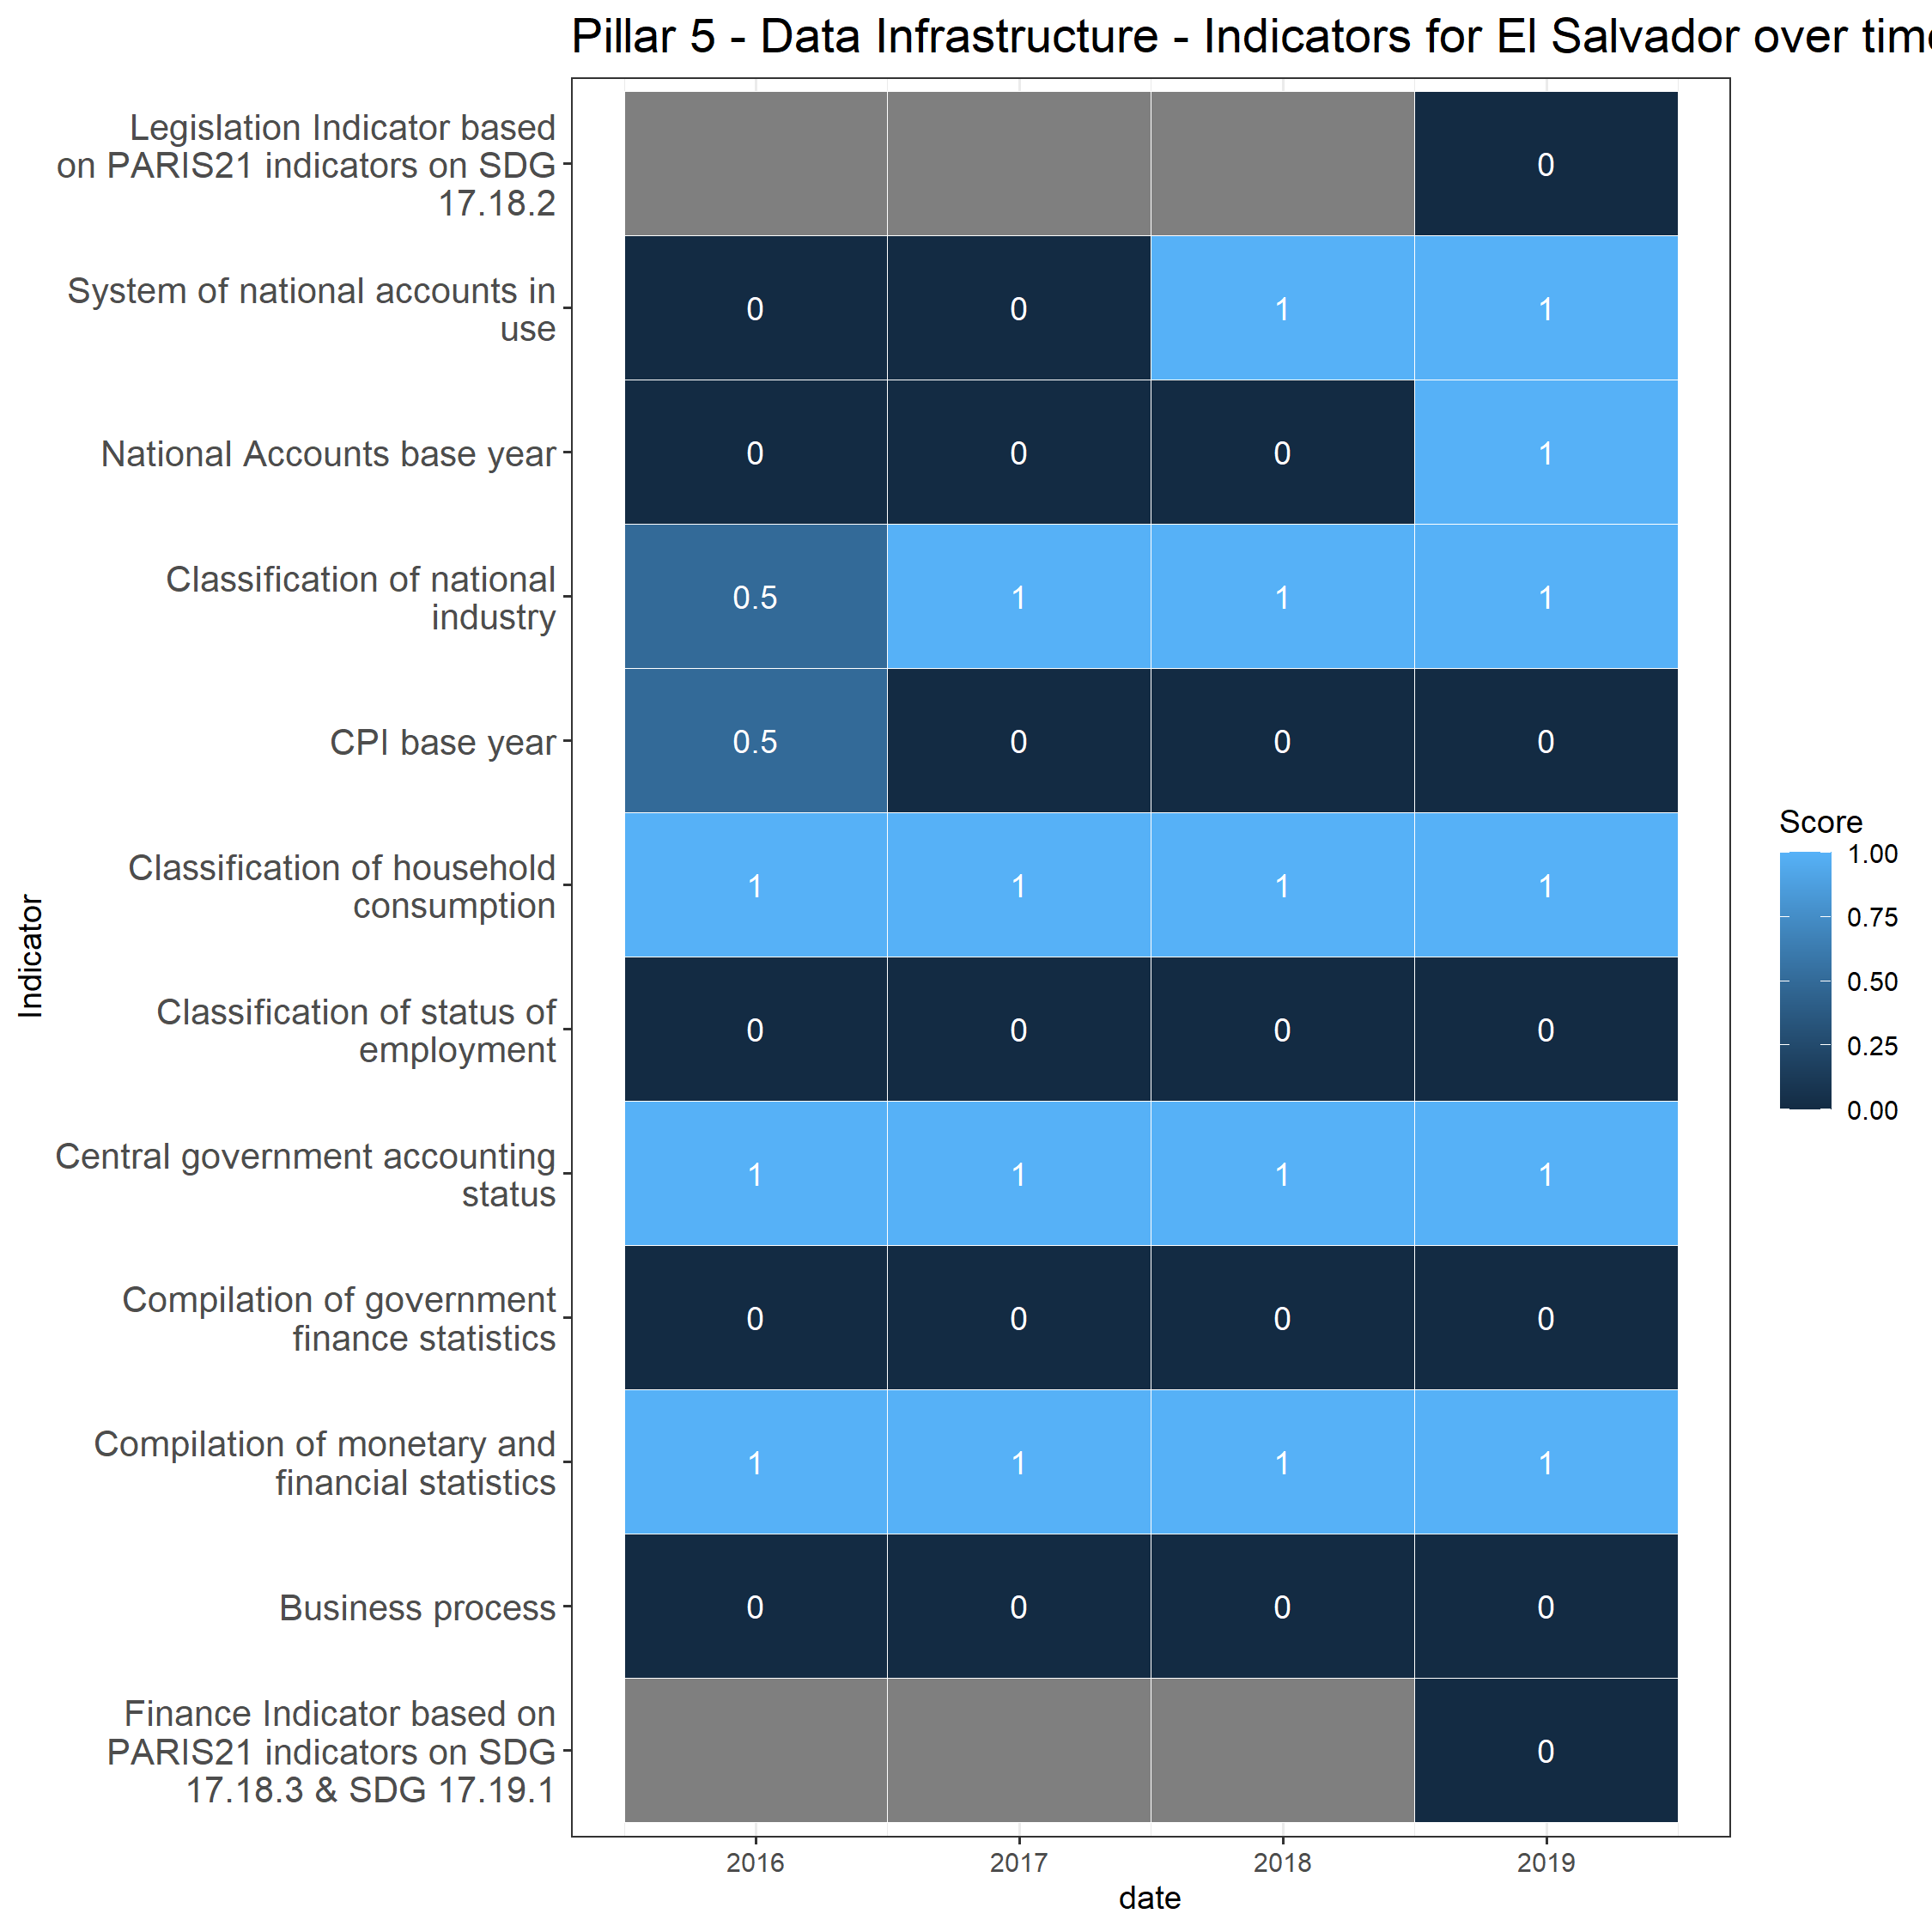 Pillar 5 - Data Infrastructure - Indicators for El Salvador over time
Legislation Indicator based
on PARIS21 indicators on SDG
17.18.2
0
System of national accounts in
use
0 0 1 1
National Accounts base year
0 0 0 1
Classification of national
industry
0.5 1 1 1
CPI base year
0.5 0 0 0
Classification of household
consumption
1 1 1 1
Classification of status of
employment
0 0 0 0
Central government accounting
status
1 1 1 1
Compilation of government
finance statistics
0 0 0 0
Compilation of monetary and
financial statistics
1 1 1 1
Business process
0 0 0 0
Finance Indicator based on
PARIS21 indicators on SDG
17.18.3 & SDG 17.19.1
0
2016 2017 2018 2019
date
Indicator
Score
1.00
0.75
0.50
0.25
0.00